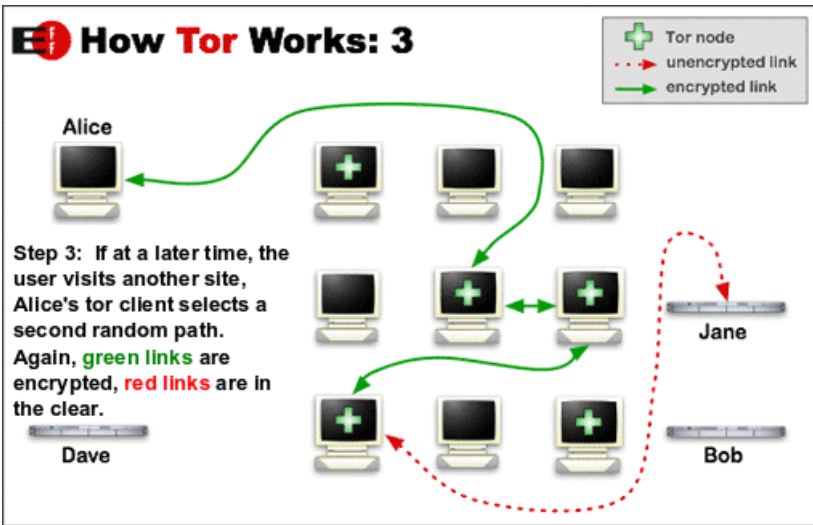 EFF How Tor Works: 3
Tor node
unencrypted link
encrypted link
Alice
Step 3: If at a later time, the
user visits another site,
Alice's tor client selects a
second random path.
Again, green links are
encrypted, red links are in
the clear.
Jane
Dave
Bob